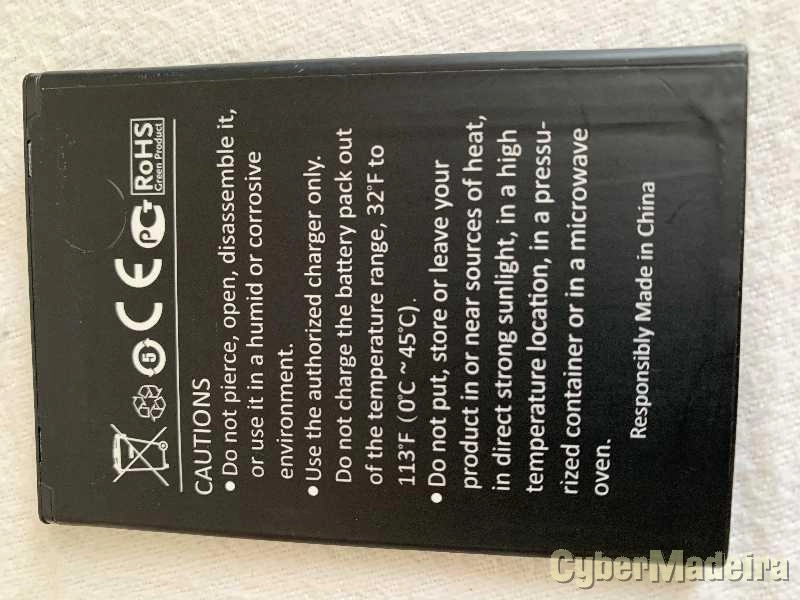 5
CE
PC
RoHS
Green Product
CAUTIONS
• Do not pierce, open, disassemble it,
or use it in a humid or corrosive
environment.
• Use the authorized charger only.
Do not charge the battery pack out
of the temperature range, 32°F to
113°F (0°C ~ 45°C).
• Do not put, store or leave your
product in or near sources of heat,
in direct strong sunlight, in a high
temperature location, in a pressu-
rized container or in a microwave
oven.
Responsibly Made in China
CyberMadeira